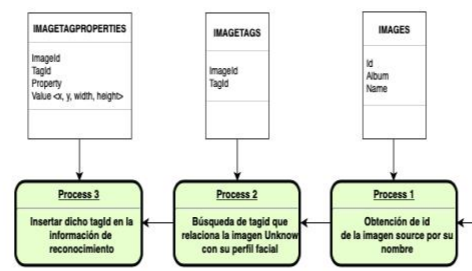 IMAGETAGPROPERTIES
ImageId
TagId
Property
Value <x, y, width, height>
IMAGETAGS
ImageId
TagId
IMAGES
Id
Album
Name
Process 3
Insertar dicho tagId en la
información de
reconocimiento
Process 2
Búsqueda de tagid que
relaciona la imagen Unknow
con su perfil facial
Process 1
Obtención de id
de la imagen source por su
nombre